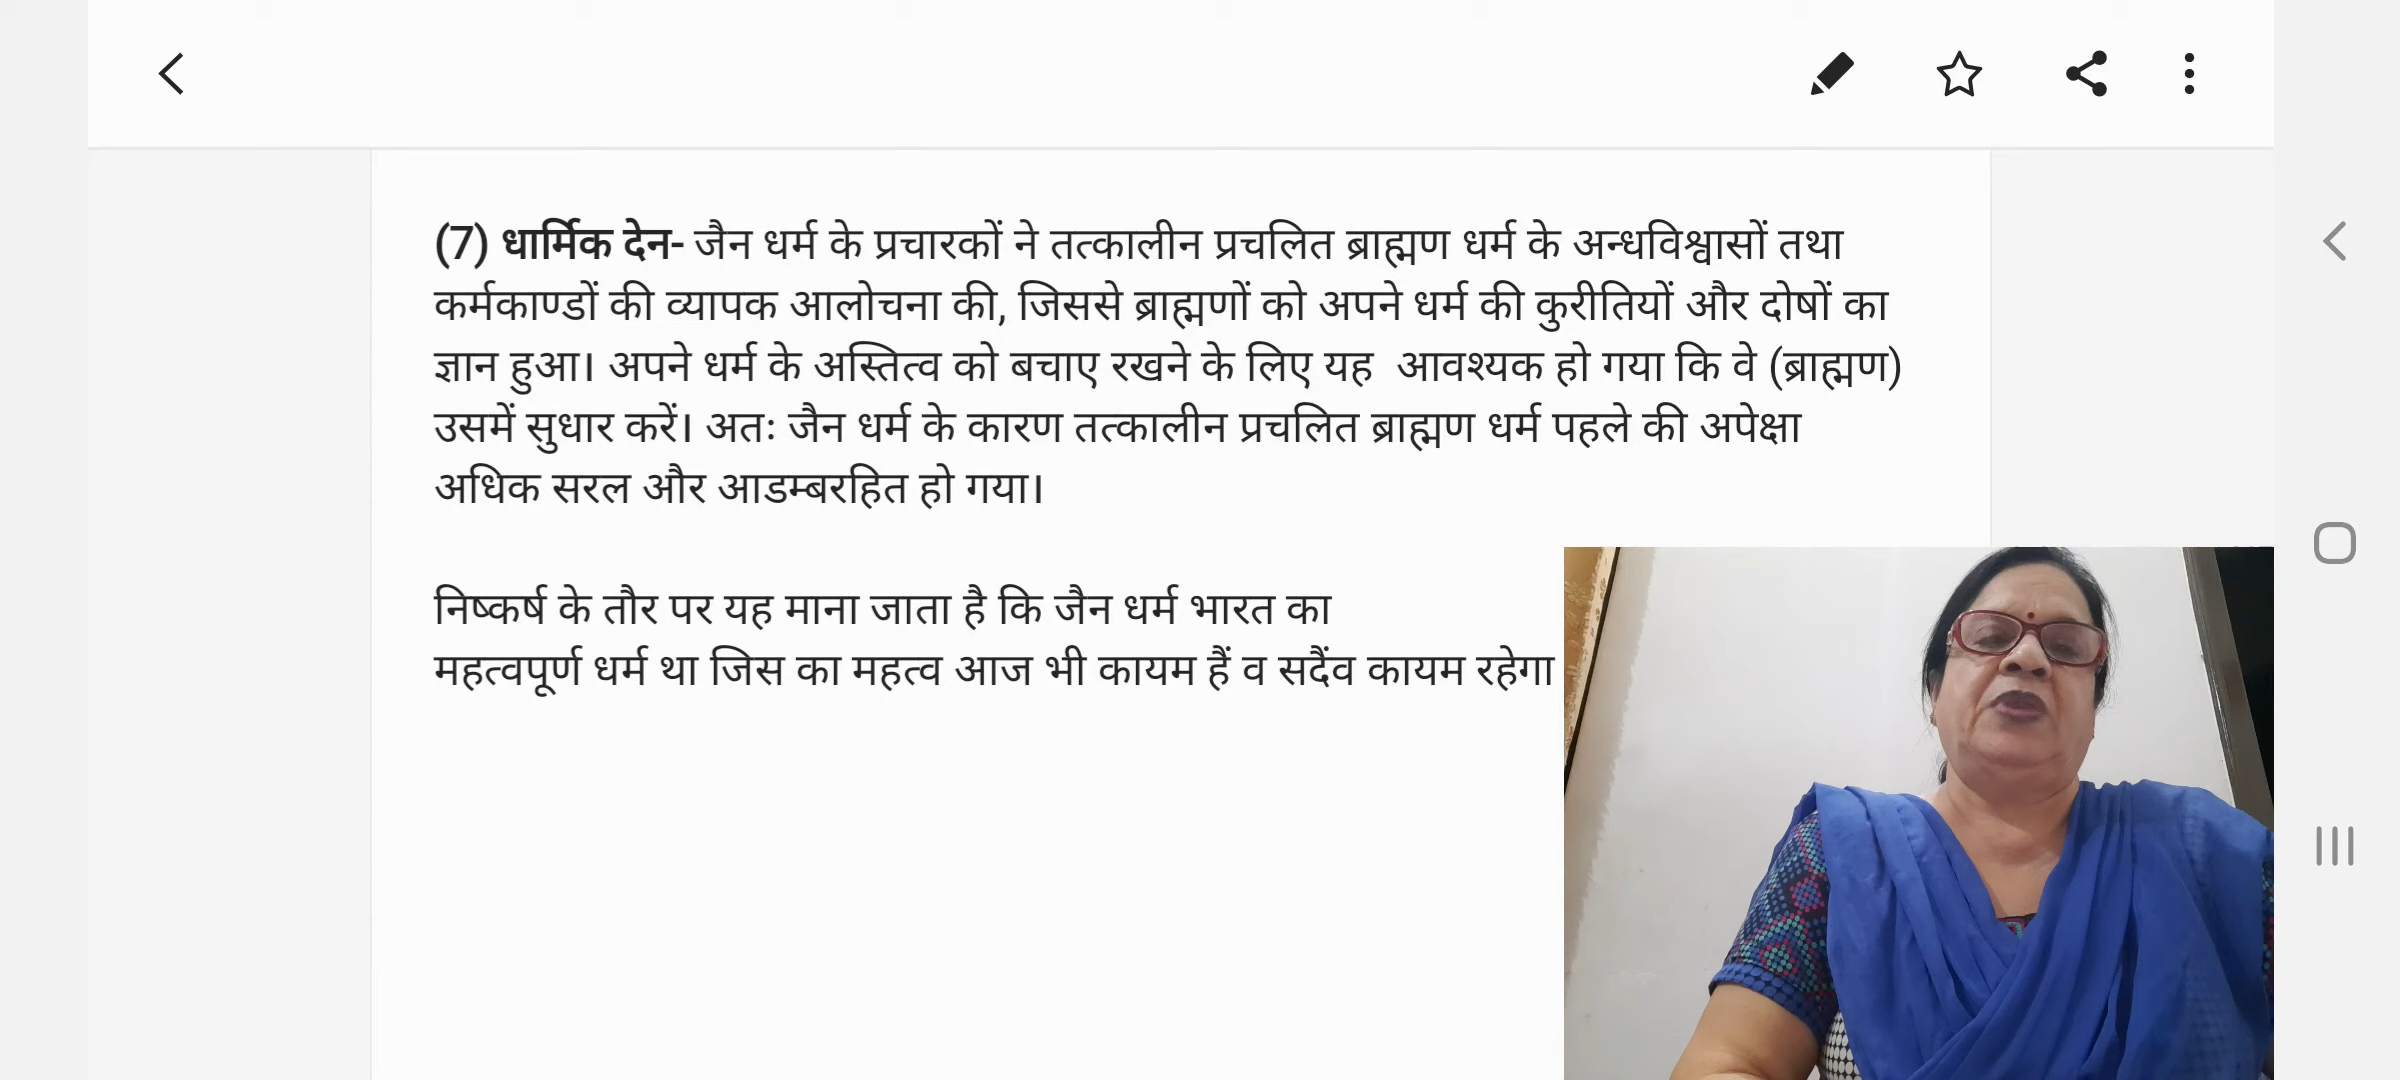 (7) धार्मिक देन- जैन धर्म के प्रचारकों ने तत्कालीन प्रचलित ब्राह्मण धर्म के अन्धविश्वासों तथा
कर्मकाण्डों की व्यापक आलोचना की, जिससे ब्राह्मणों को अपने धर्म की कुरीतियों और दोषों का
ज्ञान हुआ। अपने धर्म के अस्तित्व को बचाए रखने के लिए यह  आवश्यक हो गया कि वे (ब्राह्मण)
उसमें सुधार करें। अतः जैन धर्म के कारण तत्कालीन प्रचलित ब्राह्मण धर्म पहले की अपेक्षा
अधिक सरल और आडम्बरहित हो गया।
निष्कर्ष के तौर पर यह माना जाता है कि जैन धर्म भारत का
महत्वपूर्ण धर्म था जिस का महत्व आज भी कायम हैं व सदैंव कायम रहेगा